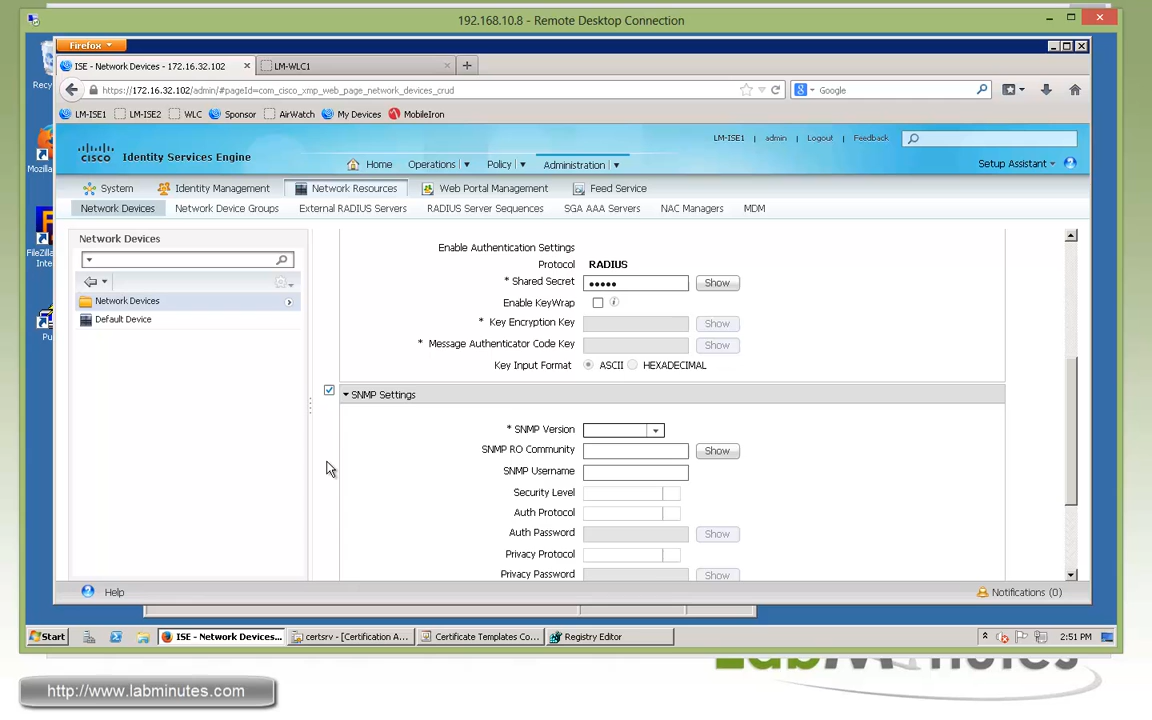 192.168.10.8 - Remote Desktop Connection
Firefox
ISE - Network Devices - 172.16.32.102
LM-WLC1
https://172.16.32.102/admin/#pageId=com_cisco_xmp_web_page_network_devices_crud
Google
LM-ISE1 LM-ISE2 WLC Sponsor AirWatch My Devices MobileIron
LM-ISE1 admin Logout Feedback
CISCO Identity Services Engine
Home Operations Policy Administration
Setup Assistant
System Identity Management Network Resources Web Portal Management Feed Service
Network Devices Network Device Groups External RADIUS Servers RADIUS Server Sequences SGA AAA Servers NAC Managers MDM
Network Devices
Network Devices
Default Device
Enable Authentication Settings
Protocol RADIUS
* Shared Secret ••••• Show
Enable KeyWrap
* Key Encryption Key Show
* Message Authenticator Code Key Show
Key Input Format ASCII HEXADECIMAL
SNMP Settings
* SNMP Version
SNMP RO Community Show
SNMP Username
Security Level
Auth Protocol
Auth Password Show
Privacy Protocol
Privacy Password Show
Help
Notifications (0)
Start ISE - Network Devices... certsrv - [Certification A... Certificate Templates Co... Registry Editor 2:51 PM
http://www.labminutes.com